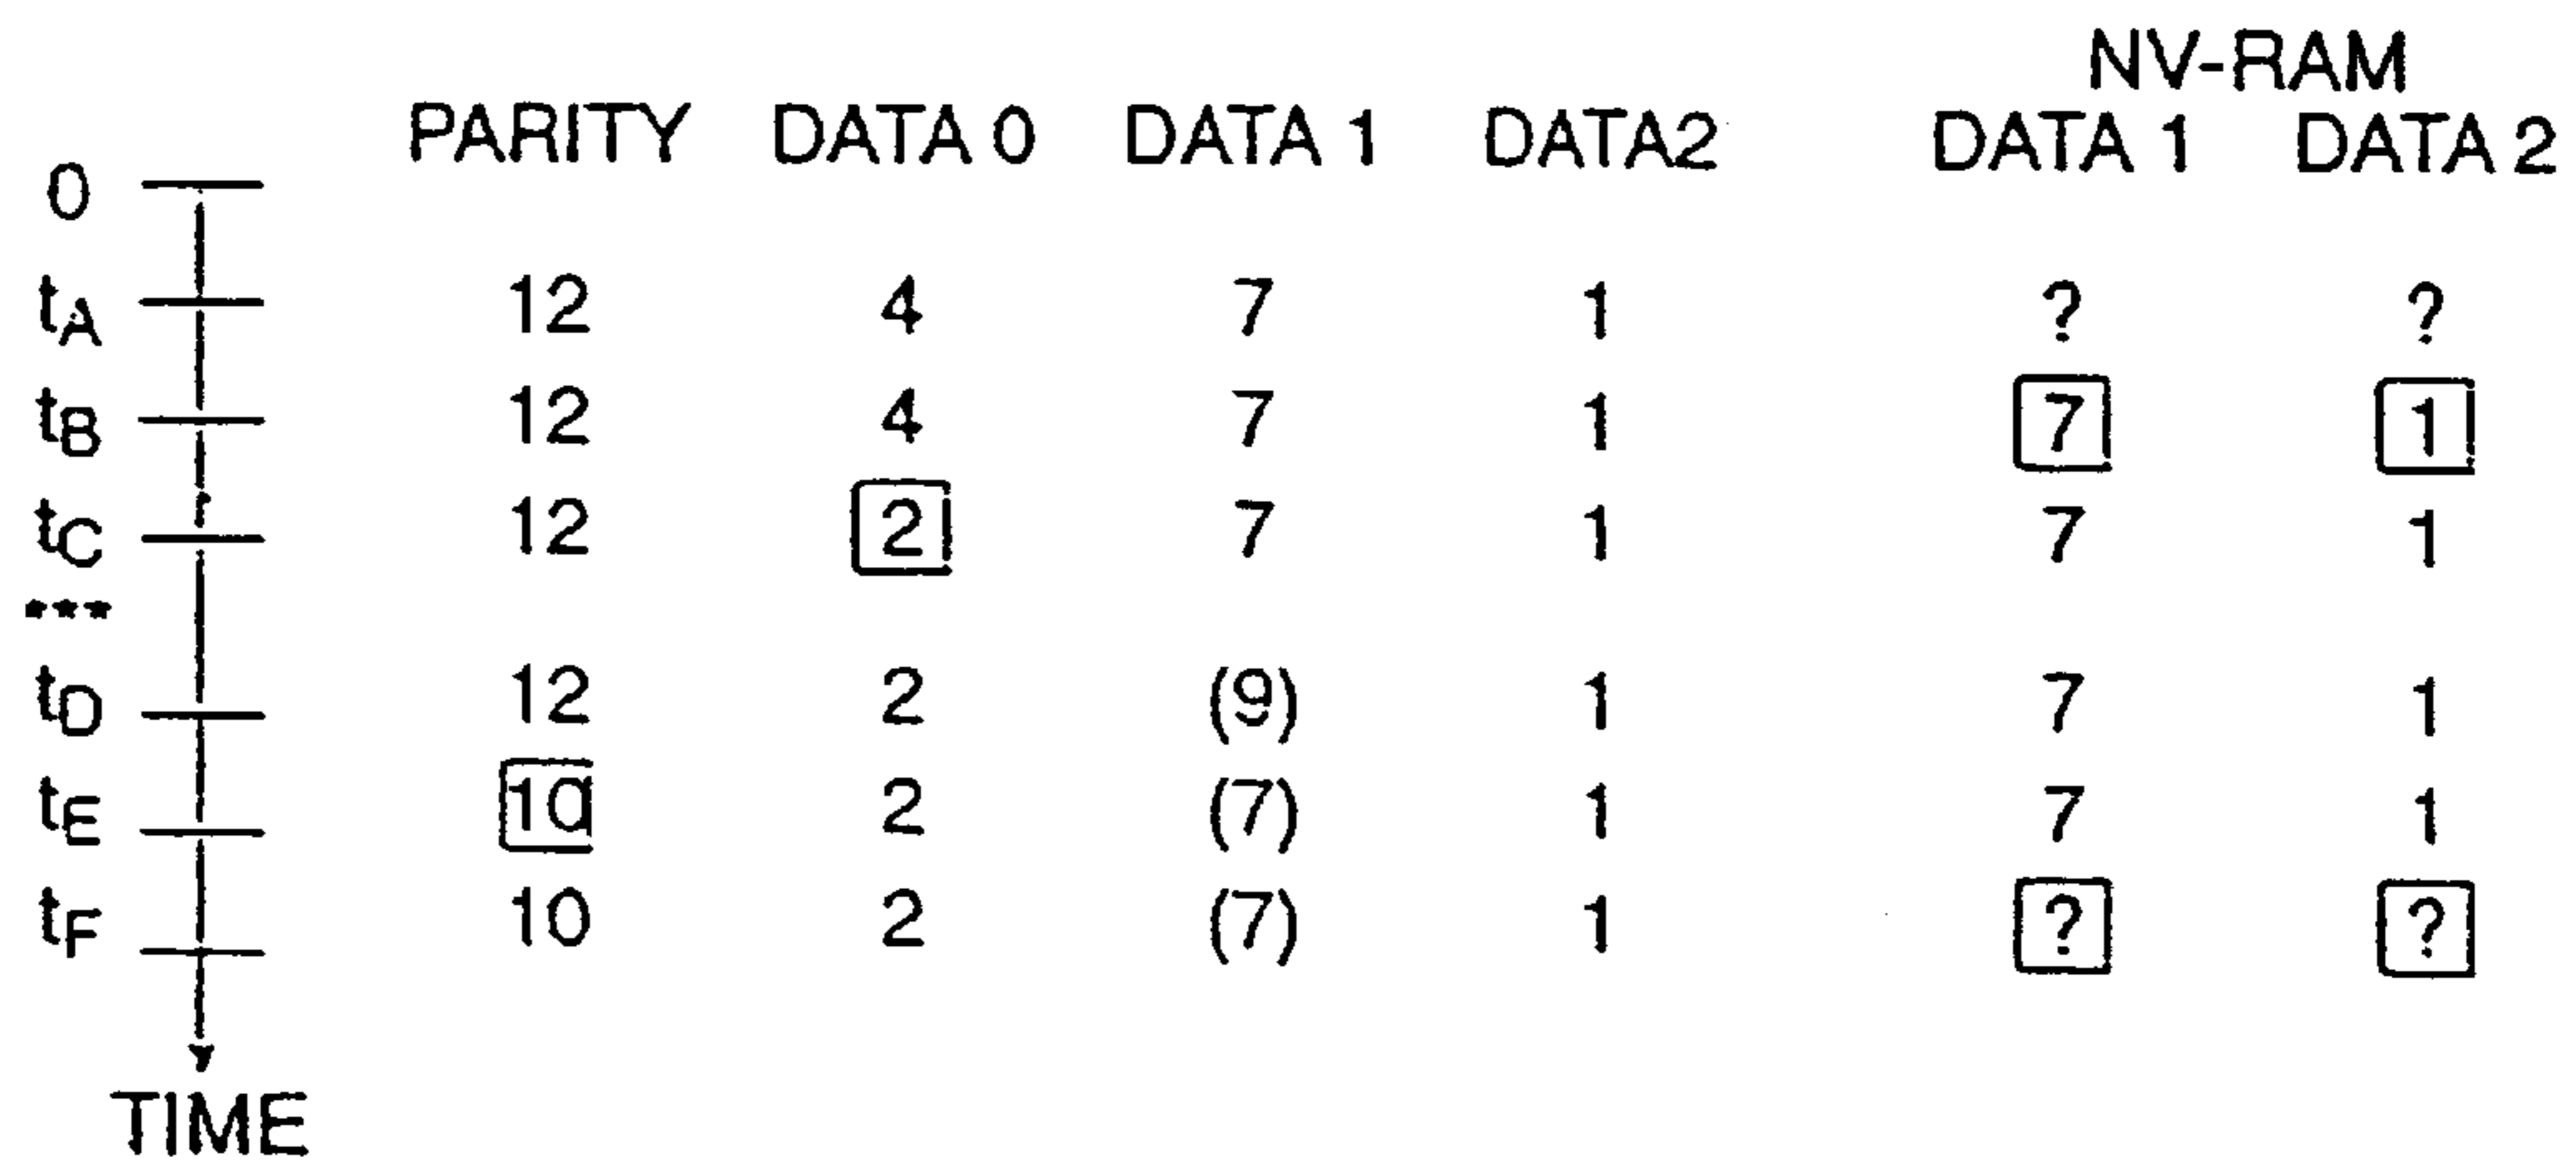 NV-RAM
PARITY DATA 0 DATA 1 DATA2 DATA 1 DATA 2
0
tA 12 4 7 1 ? ?
tB 12 4 7 1 7 1
tC 12 2 7 1 7 1
***
tD 12 2 (9) 1 7 1
tE 10 2 (7) 1 7 1
tF 10 2 (7) 1 ? ?
TIME